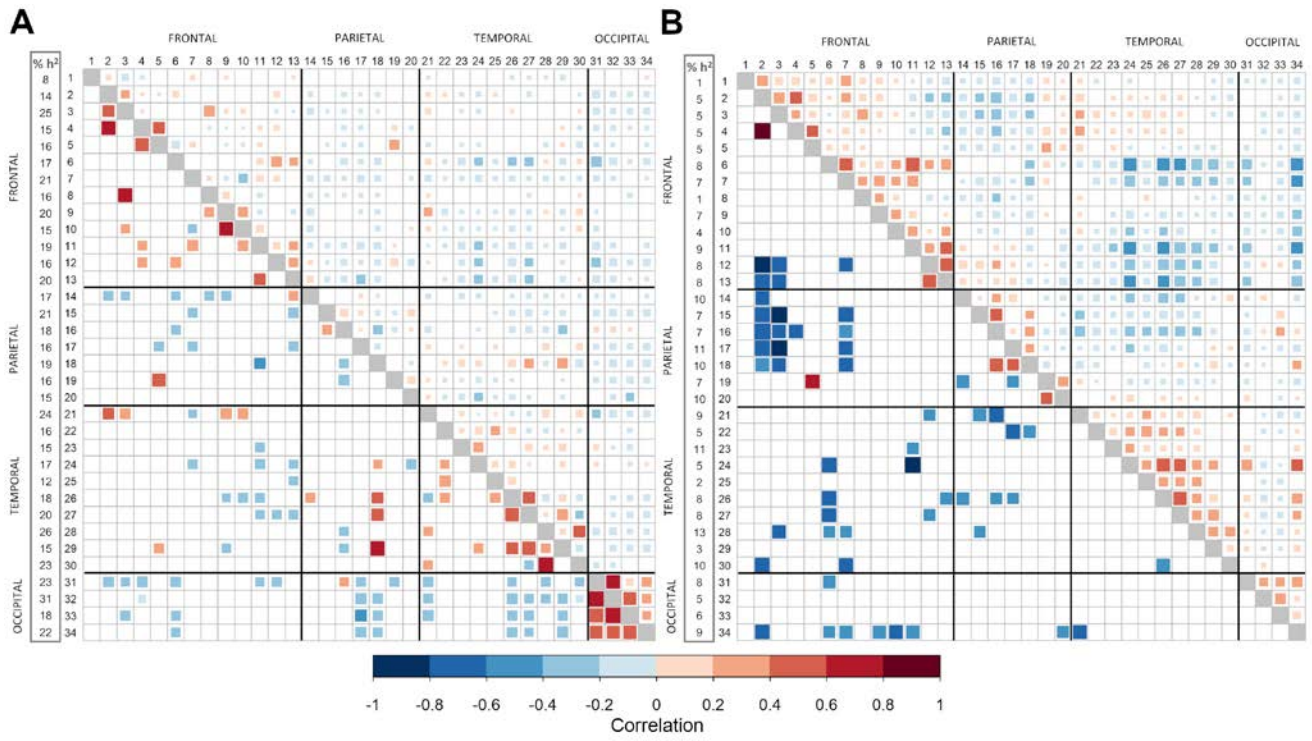 A
B
FRONTAL PARIETAL TEMPORAL OCCIPITAL
FRONTAL PARIETAL TEMPORAL OCCIPITAL
% h² 1 2 3 4 5 6 7 8 9 10 11 12 13 14 15 16 17 18 19 20 21 22 23 24 25 26 27 28 29 30 31 32 33 34
% h² 1 2 3 4 5 6 7 8 9 10 11 12 13 14 15 16 17 18 19 20 21 22 23 24 25 26 27 28 29 30 31 32 33 34
8 1 1 1
14 2 5 2
25 3 5 3
15 4 5 4
16 5 5 5
17 6 8 6
21 7 7 7
16 8 1 8
20 9 7 9
15 10 4 10
19 11 9 11
16 12 8 12
20 13 8 13
17 14 10 14
21 15 7 15
18 16 7 16
16 17 11 17
19 18 10 18
16 19 7 19
15 20 10 20
24 21 9 21
16 22 5 22
15 23 11 23
17 24 5 24
12 25 2 25
18 26 8 26
20 27 8 27
26 28 13 28
15 29 3 29
23 30 10 30
23 31 8 31
31 32 5 32
18 33 6 33
22 34 9 34
FRONTAL
PARIETAL
TEMPORAL
OCCIPITAL
FRONTAL
PARIETAL
TEMPORAL
OCCIPITAL
-1 -0.8 -0.6 -0.4 -0.2 0 0.2 0.4 0.6 0.8 1
Correlation